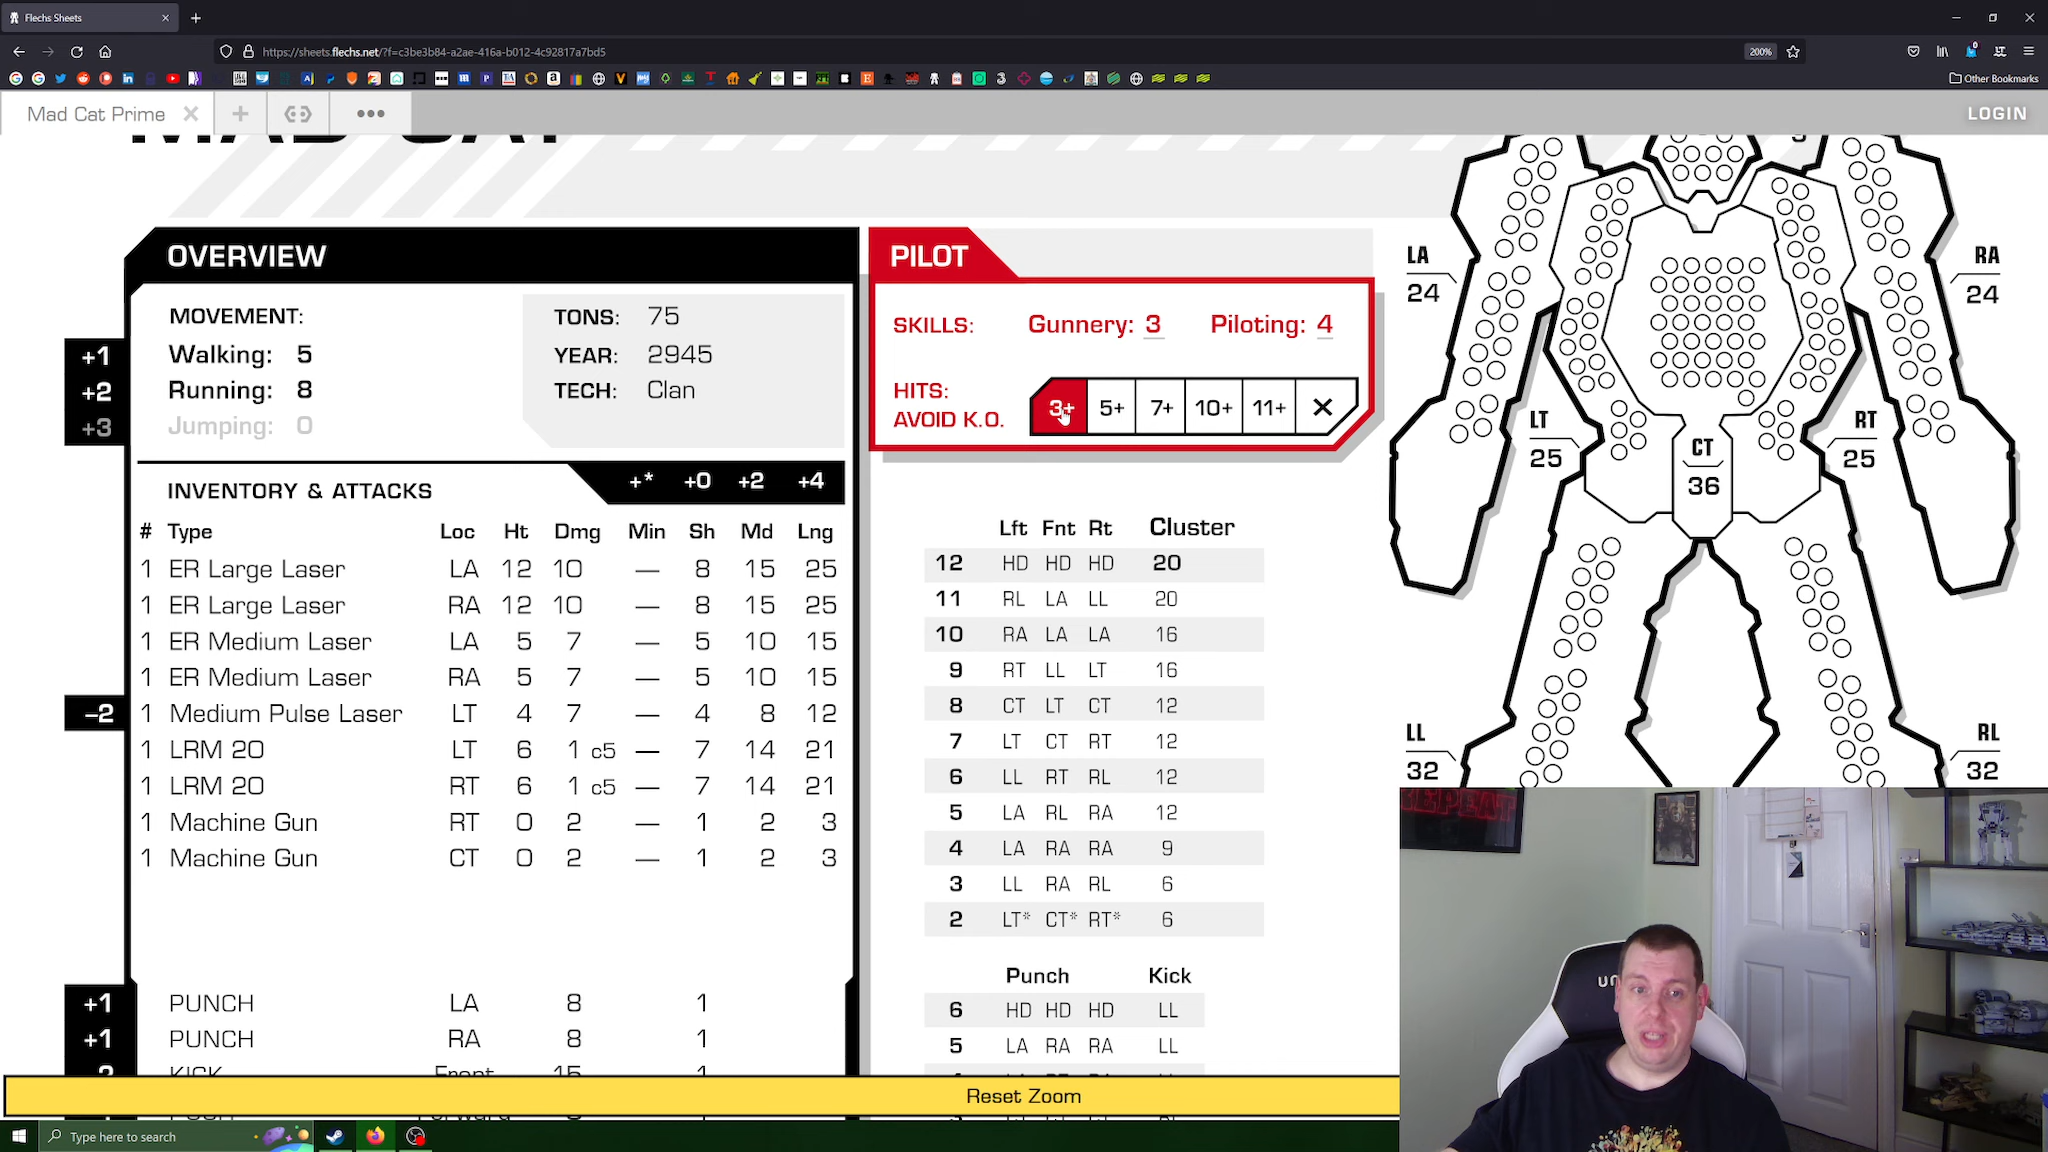 Flechs Sheets
https://sheets.flechs.net/?f=c3be3b84-a2ae-416a-b012-4c92817a7bd5
200%
Other Bookmarks
Mad Cat Prime
LOGIN
MAD CAT
OVERVIEW
MOVEMENT:
+1 Walking: 5
+2 Running: 8
+3 Jumping: 0
TONS: 75
YEAR: 2945
TECH: Clan
INVENTORY & ATTACKS +* +0 +2 +4
# Type Loc Ht Dmg Min Sh Md Lng
1 ER Large Laser LA 12 10 — 8 15 25
1 ER Large Laser RA 12 10 — 8 15 25
1 ER Medium Laser LA 5 7 — 5 10 15
1 ER Medium Laser RA 5 7 — 5 10 15
-2 1 Medium Pulse Laser LT 4 7 — 4 8 12
1 LRM 20 LT 6 1 c5 — 7 14 21
1 LRM 20 RT 6 1 c5 — 7 14 21
1 Machine Gun RT 0 2 — 1 2 3
1 Machine Gun CT 0 2 — 1 2 3
+1 PUNCH LA 8 1
+1 PUNCH RA 8 1
KICK Front 15 1
PILOT
SKILLS: Gunnery: 3 Piloting: 4
HITS:
AVOID K.O.
3+ 5+ 7+ 10+ 11+ ✕
Lft Fnt Rt Cluster
12 HD HD HD 20
11 RL LA LL 20
10 RA LA LA 16
9 RT LL LT 16
8 CT LT CT 12
7 LT CT RT 12
6 LL RT RL 12
5 LA RL RA 12
4 LA RA RA 9
3 LL RA RL 6
2 LT* CT* RT* 6
Punch Kick
6 HD HD HD LL
5 LA RA RA LL
LA
24
RA
24
LT
25
CT
36
RT
25
LL
32
RL
32
REPEAT
Reset Zoom
Type here to search